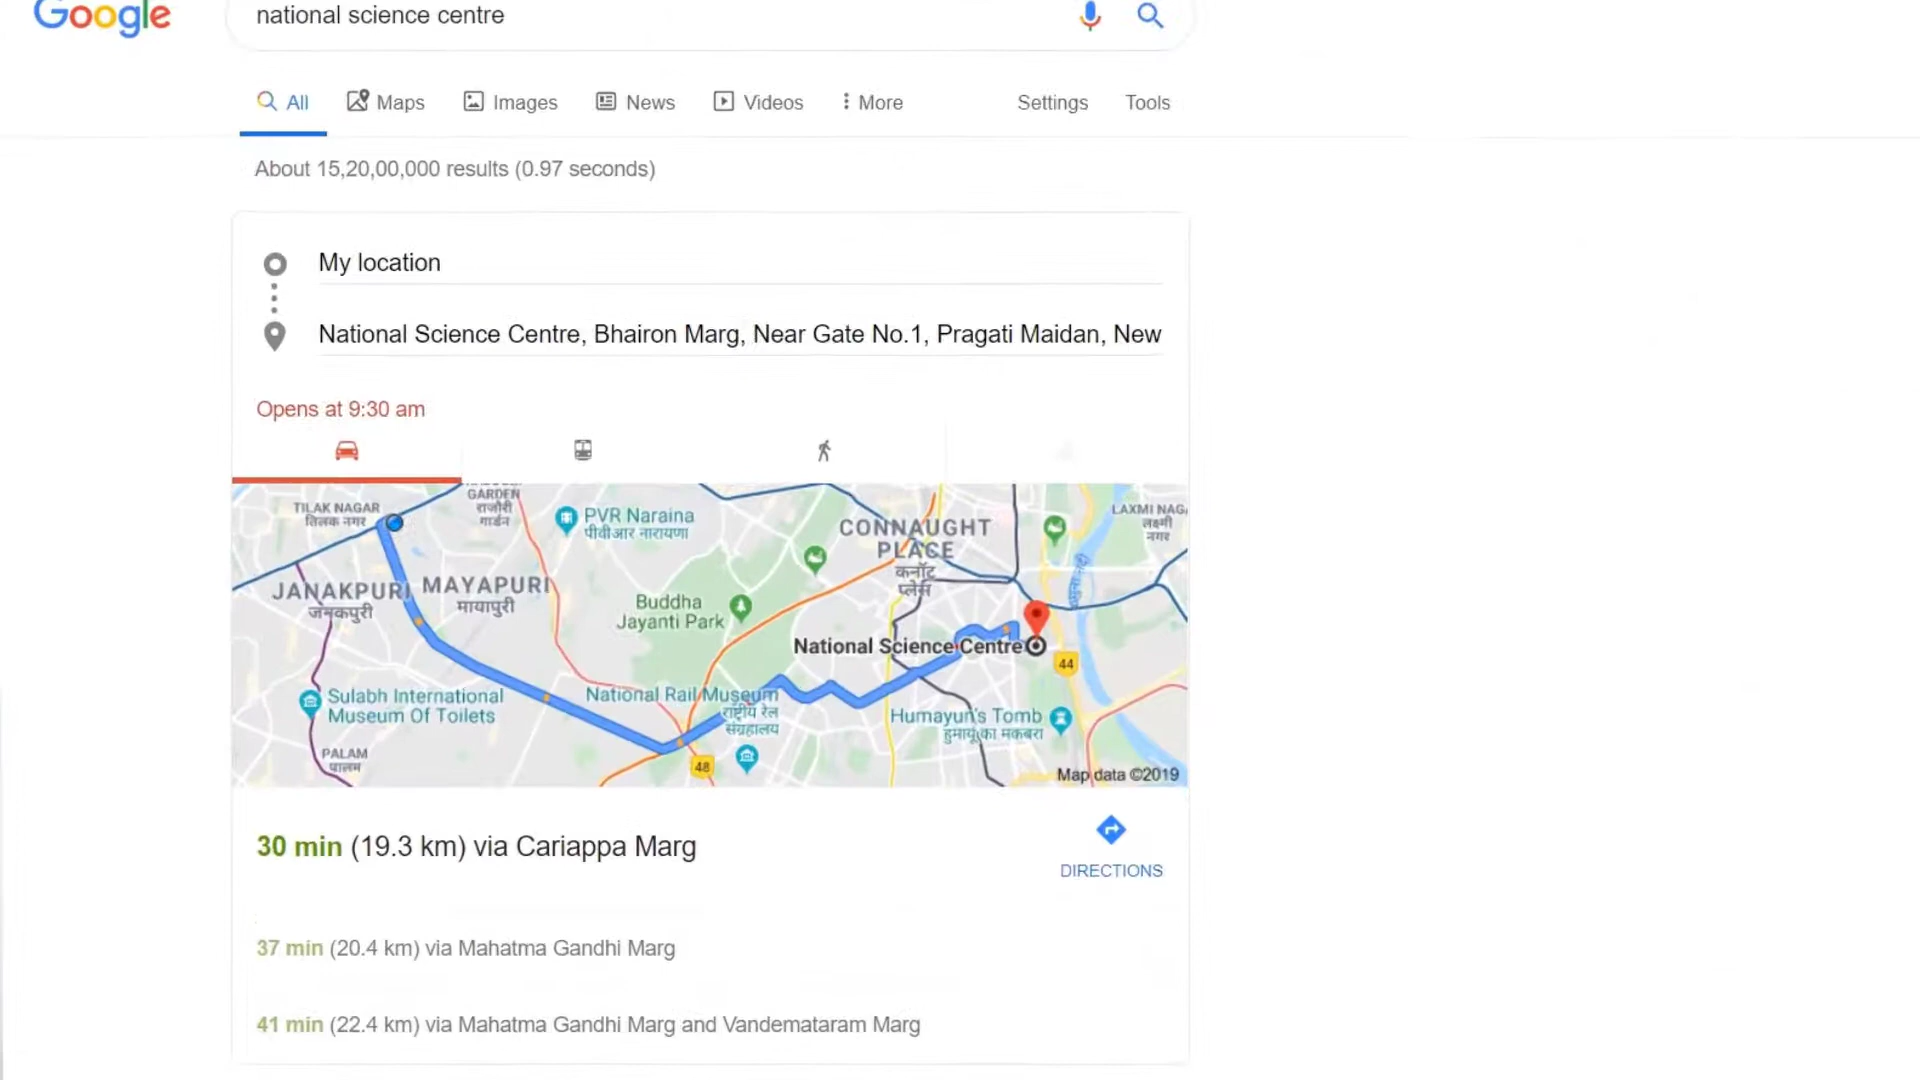 Google
national science centre
All Maps Images News Videos More Settings Tools
About 15,20,00,000 results (0.97 seconds)
My location
National Science Centre, Bhairon Marg, Near Gate No.1, Pragati Maidan, New
Opens at 9:30 am
TILAK NAGAR
तिलक नगर
GARDEN
राजौरी
गार्डन
PVR Naraina
पीवीआर नारायणा
CONNAUGHT
PLACE
कनॉट
प्लेस
LAXMI NAG
लक्ष्मी
नगर
यमुना नदी
JANAKPURI
जनकपुरी
MAYAPURI
मायापुरी
Buddha
Jayanti Park
National Science Centre
44
Sulabh International
Museum Of Toilets
National Rail Museum
राष्ट्रीय रेल
संग्रहालय
Humayun's Tomb
हुमायूं का मकबरा
PALAM
पालम
48
Map data ©2019
30 min (19.3 km) via Cariappa Marg
DIRECTIONS
37 min (20.4 km) via Mahatma Gandhi Marg
41 min (22.4 km) via Mahatma Gandhi Marg and Vandemataram Marg